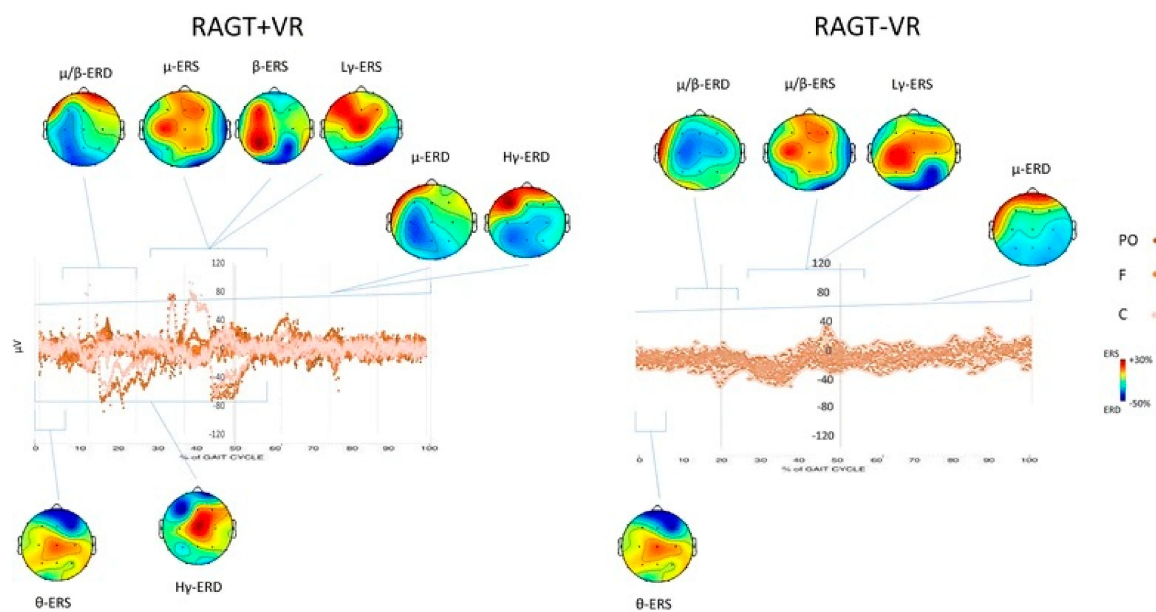 RAGT+VR
μ/β-ERD
μ-ERS
β-ERS
Lγ-ERS
μ-ERD
Hγ-ERD
120
80
40
0
-40
-80
-120
μV
0 10 20 30 40 50 60 70 80 90 100
% of GAIT CYCLE
θ-ERS
Hγ-ERD
RAGT-VR
μ/β-ERD
μ/β-ERS
Lγ-ERS
μ-ERD
120
80
40
0
-40
-80
-120
0 10 20 30 40 50 60 70 80 90 100
% of GAIT CYCLE
θ-ERS
PO
F
C
ERS +30%
ERD -50%